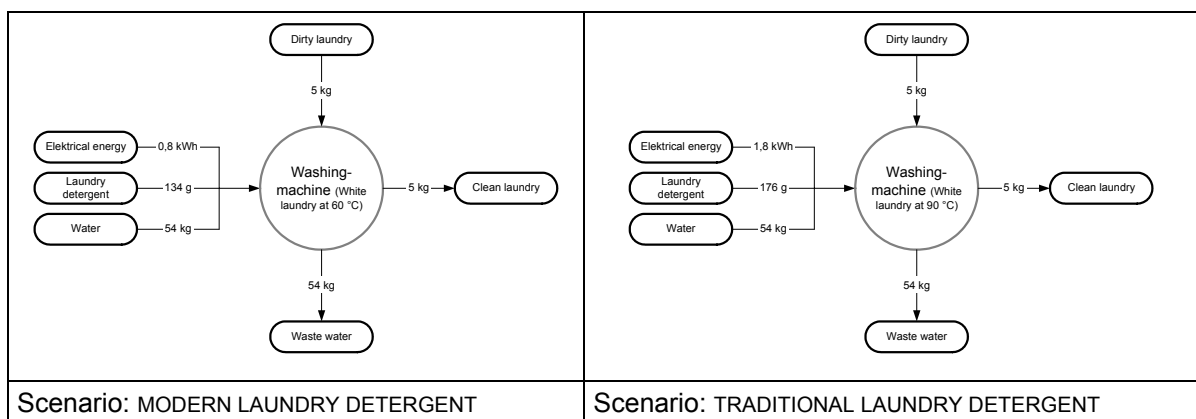 Dirty laundry
5 kg
Elektrical energy
0,8 kWh
Laundry
detergent
134 g
Water
54 kg
Washing-
machine (White
laundry at 60 °C)
5 kg
Clean laundry
54 kg
Waste water
Scenario: MODERN LAUNDRY DETERGENT
Dirty laundry
5 kg
Elektrical energy
1,8 kWh
Laundry
detergent
176 g
Water
54 kg
Washing-
machine (White
laundry at 90 °C)
5 kg
Clean laundry
54 kg
Waste water
Scenario: TRADITIONAL LAUNDRY DETERGENT